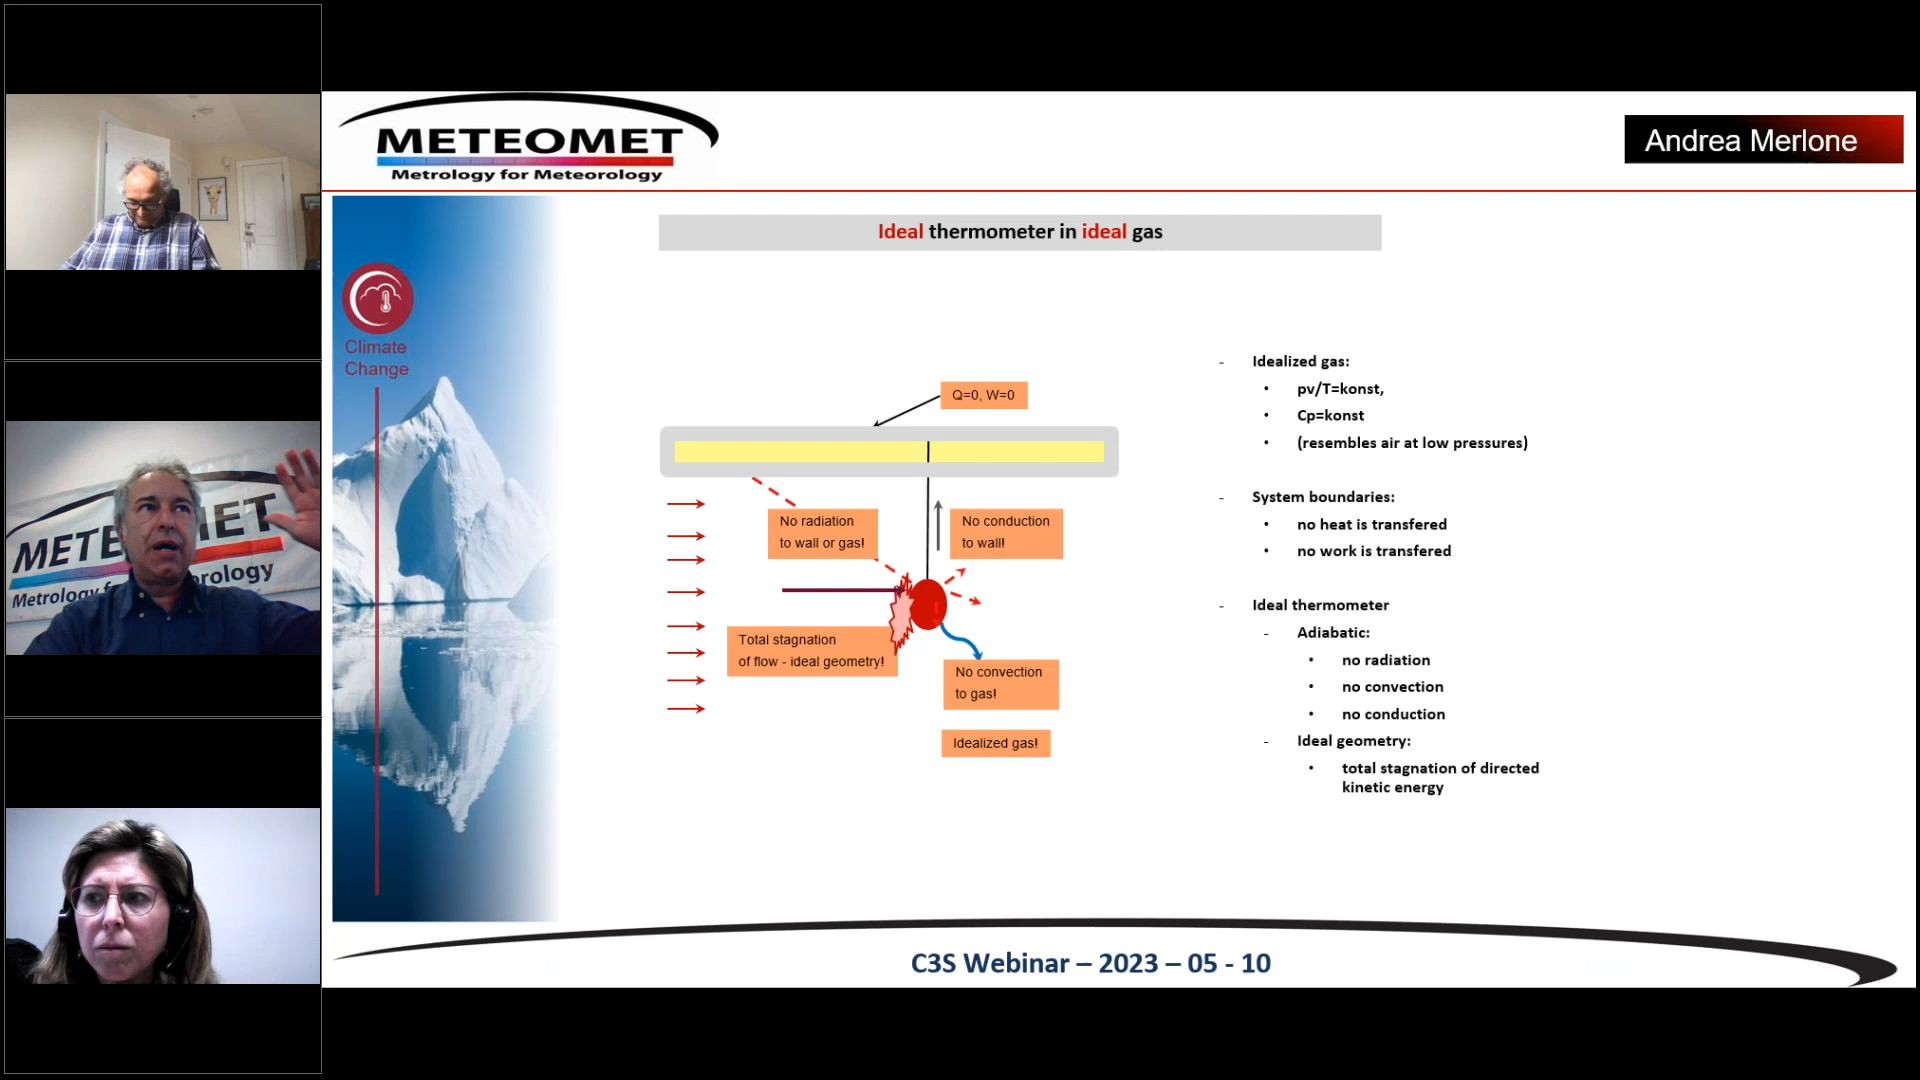 METEOMET
Metrology for Meteorology
Andrea Merlone
Ideal thermometer in ideal gas
Climate
Change
Q=0, W=0
No radiation
to wall or gas!
No conduction
to wall!
Total stagnation
of flow - ideal geometry!
No convection
to gas!
Idealized gas!
- Idealized gas:
• pv/T=konst,
• Cp=konst
• (resembles air at low pressures)
- System boundaries:
• no heat is transfered
• no work is transfered
- Ideal thermometer
- Adiabatic:
• no radiation
• no convection
• no conduction
- Ideal geometry:
• total stagnation of directed
kinetic energy
C3S Webinar – 2023 – 05 - 10